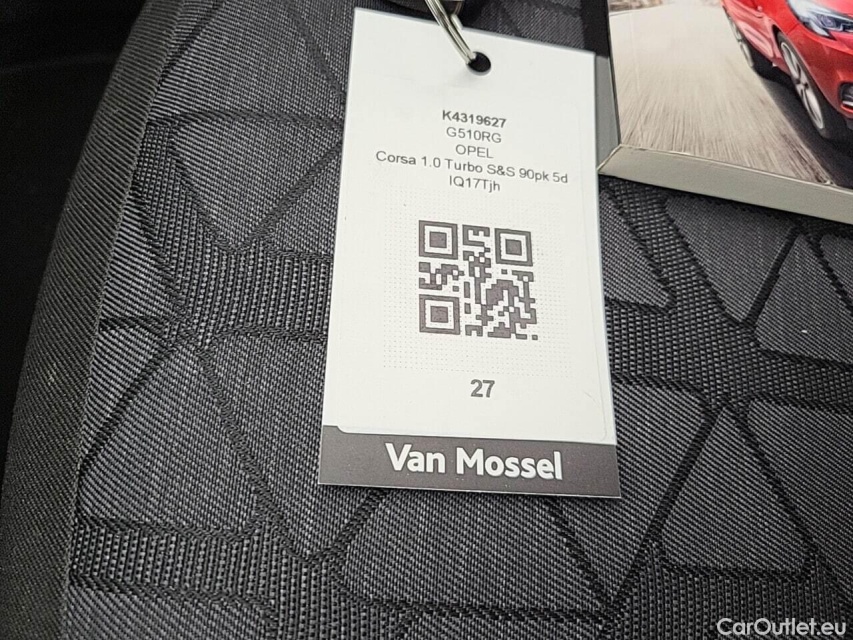 K4319627
G510RG
OPEL
Corsa 1.0 Turbo S&S 90pk 5d
IQ17Tjh
27
Van Mossel
CarOutlet.eu